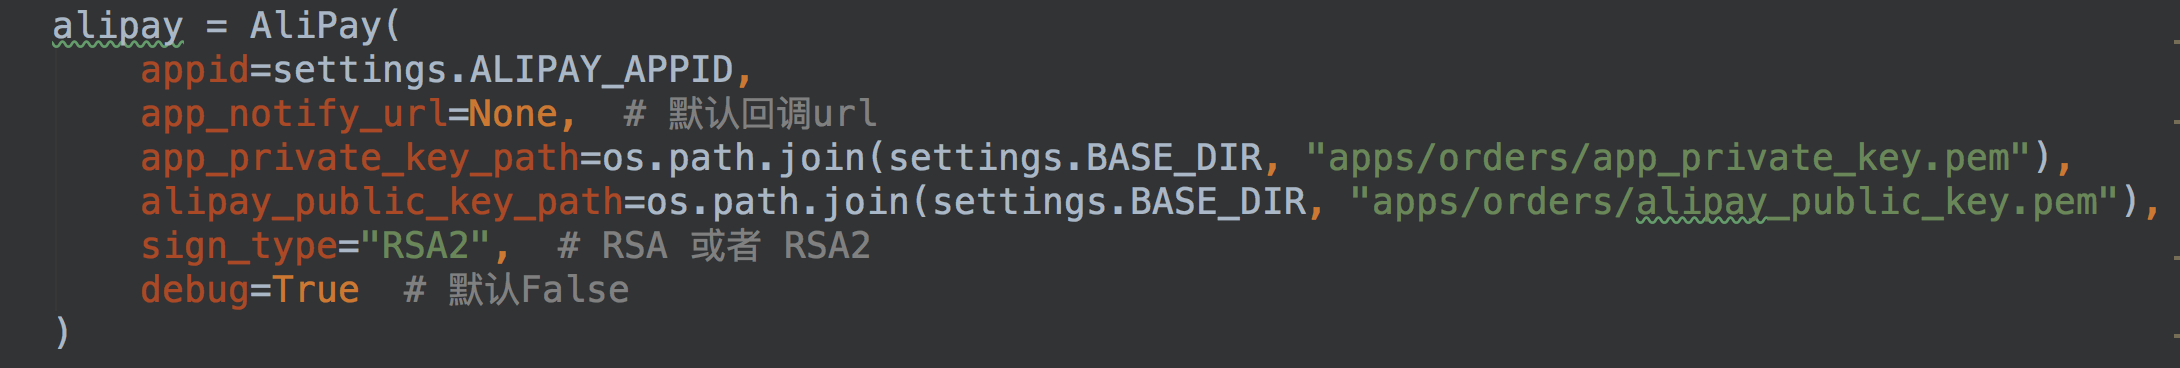 alipay = AliPay(
    appid=settings.ALIPAY_APPID,
    app_notify_url=None,  # 默认回调url
    app_private_key_path=os.path.join(settings.BASE_DIR, "apps/orders/app_private_key.pem"),
    alipay_public_key_path=os.path.join(settings.BASE_DIR, "apps/orders/alipay_public_key.pem"),
    sign_type="RSA2",  # RSA 或者 RSA2
    debug=True  # 默认False
)